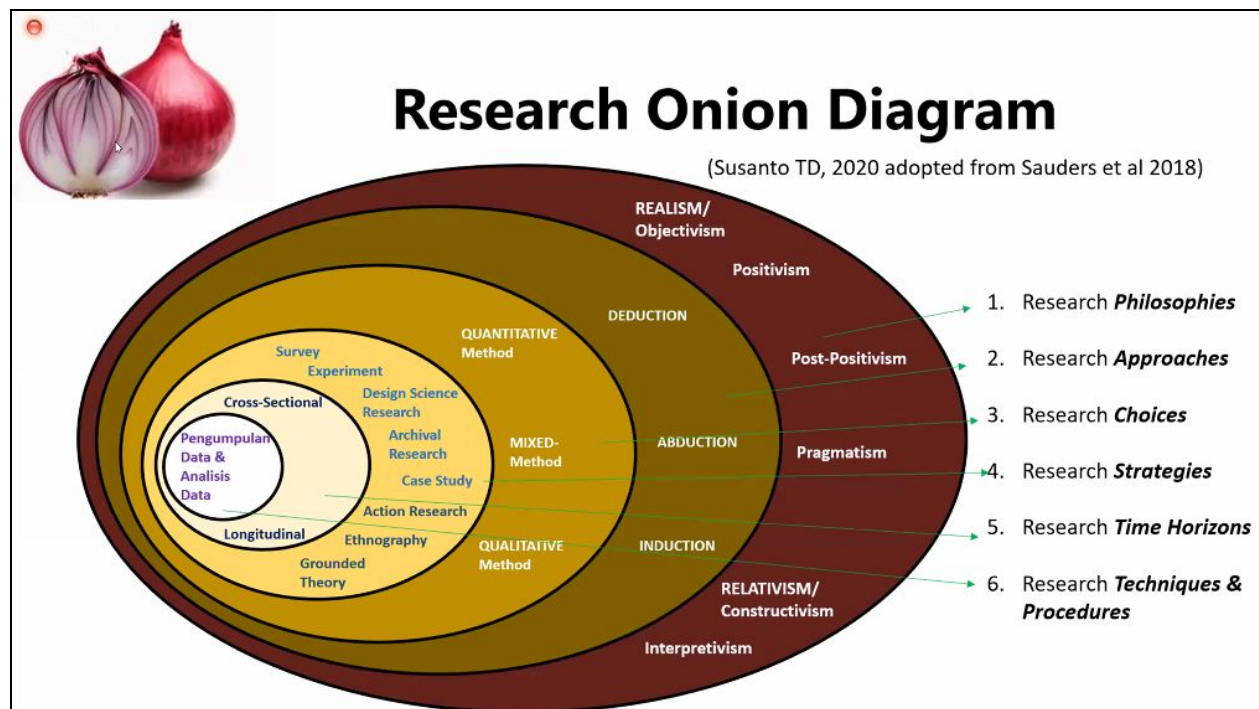 Research Onion Diagram
(Susanto TD, 2020 adopted from Sauders et al 2018)
REALISM/
Objectivism
Positivism
Post-Positivism
Pragmatism
RELATIVISM/
Constructivism
Interpretivism
DEDUCTION
ABDUCTION
INDUCTION
QUANTITATIVE
Method
MIXED-
Method
QUALITATIVE
Method
Survey
Experiment
Design Science
Research
Archival
Research
Case Study
Action Research
Ethnography
Grounded
Theory
Cross-Sectional
Longitudinal
Pengumpulan
Data &
Analisis
Data
1. Research Philosophies
2. Research Approaches
3. Research Choices
4. Research Strategies
5. Research Time Horizons
6. Research Techniques &
Procedures